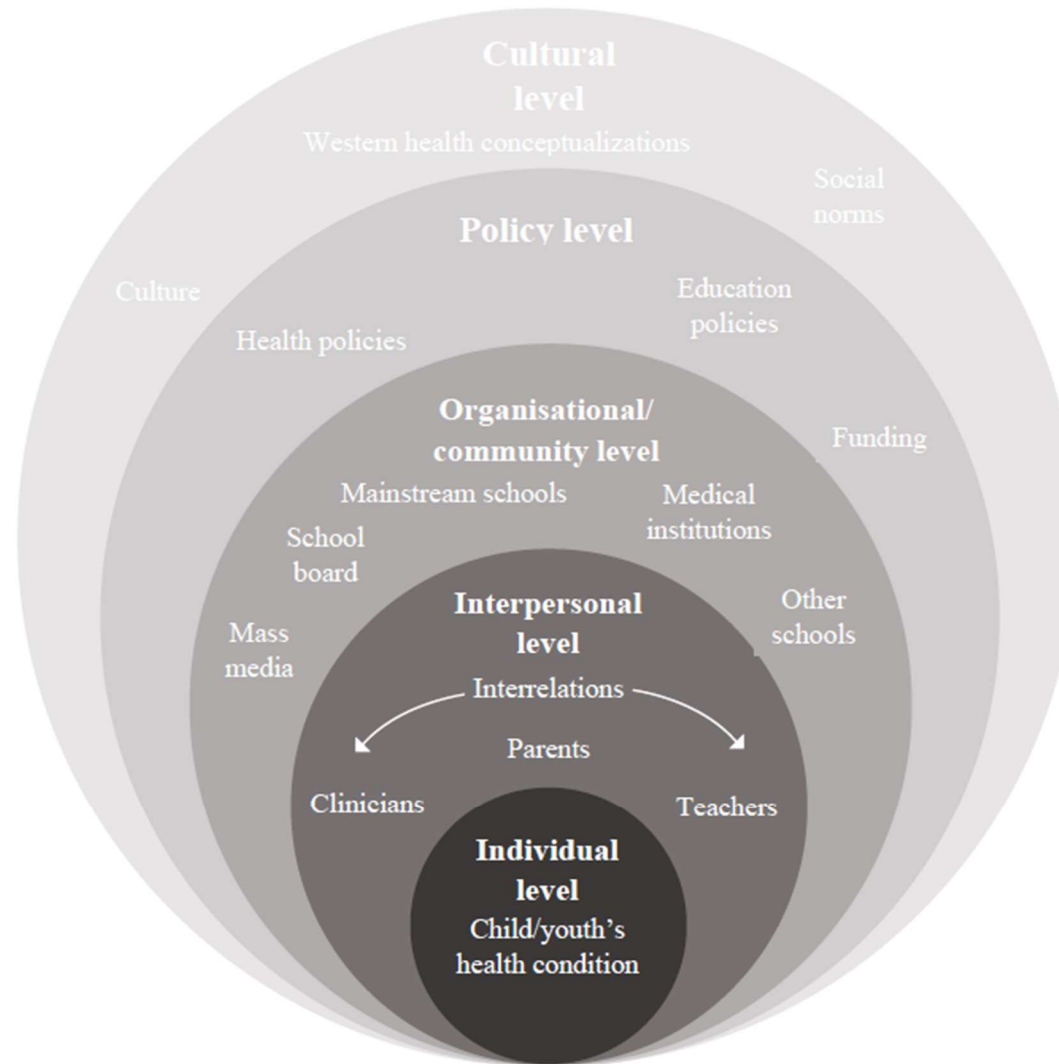 Cultural
level
Western health conceptualizations
Social
norms
Policy level
Culture
Education
policies
Health policies
Organisational/
community level
Funding
Mainstream schools
Medical
institutions
School
board
Interpersonal
level
Other
schools
Mass
media
Interrelations
Parents
Clinicians
Teachers
Individual
level
Child/youth’s
health condition